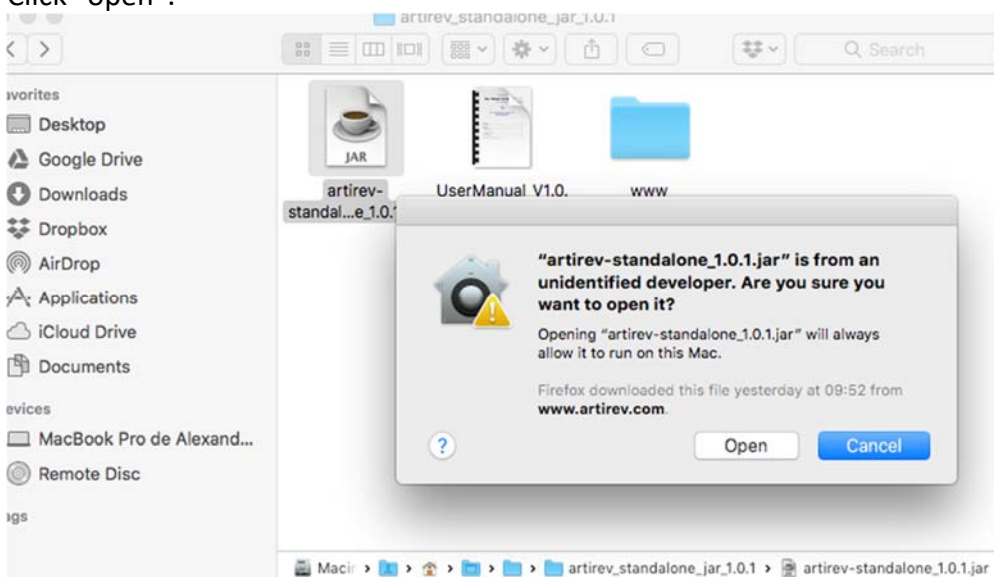 Click "open".
artirev_standalone_jar_1.0.1
Search
avorites
Desktop
Google Drive
Downloads
Dropbox
AirDrop
Applications
iCloud Drive
Documents
evices
MacBook Pro de Alexand...
Remote Disc
ags
JAR
artirev-
standal...e_1.0.1
UserManual V1.0.
www
"artirev-standalone_1.0.1.jar" is from an
unidentified developer. Are you sure you
want to open it?
Opening "artirev-standalone_1.0.1.jar" will always
allow it to run on this Mac.
Firefox downloaded this file yesterday at 09:52 from
www.artirev.com.
?
Open
Cancel
Macin
artirev_standalone_jar_1.0.1
artirev-standalone_1.0.1.jar